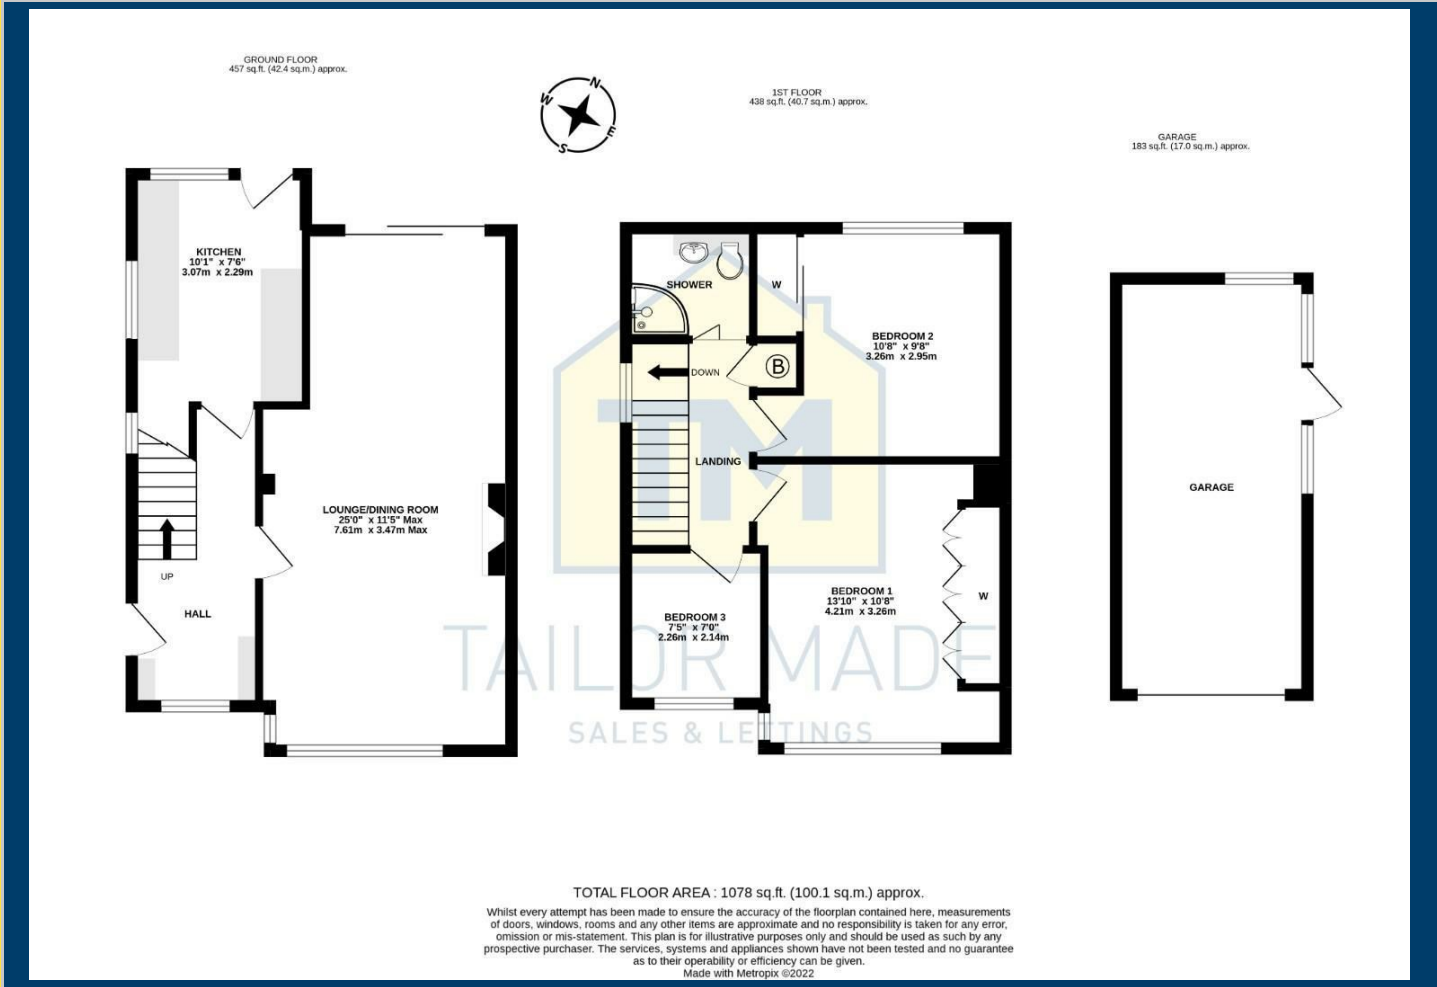 GROUND FLOOR
457 sq.ft. (42.4 sq.m.) approx.
N
W
E
S
1ST FLOOR
438 sq.ft. (40.7 sq.m.) approx.
GARAGE
183 sq.ft. (17.0 sq.m.) approx.
KITCHEN
10'1" x 7'6"
3.07m x 2.29m
LOUNGE/DINING ROOM
25'0" x 11'5" Max
7.61m x 3.47m Max
UP
HALL
SHOWER
W
BEDROOM 2
10'8" x 9'8"
3.26m x 2.95m
B
DOWN
LANDING
BEDROOM 1
13'10" x 10'8"
4.21m x 3.26m
W
BEDROOM 3
7'5" x 7'0"
2.26m x 2.14m
GARAGE
TM
TAILOR MADE
SALES & LETTINGS
TOTAL FLOOR AREA : 1078 sq.ft. (100.1 sq.m.) approx.
Whilst every attempt has been made to ensure the accuracy of the floorplan contained here, measurements
of doors, windows, rooms and any other items are approximate and no responsibility is taken for any error,
omission or mis-statement. This plan is for illustrative purposes only and should be used as such by any
prospective purchaser. The services, systems and appliances shown have not been tested and no guarantee
as to their operability or efficiency can be given.
Made with Metropix ©2022